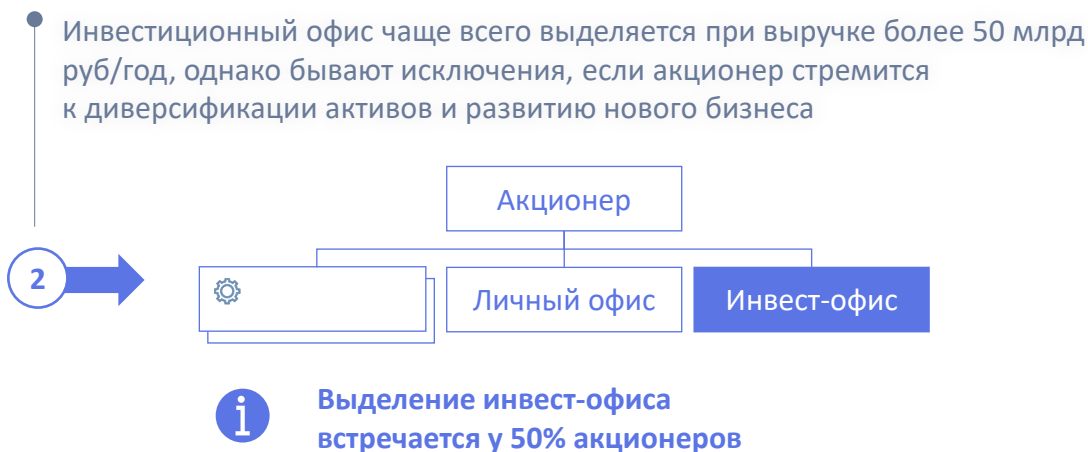 Инвестиционный офис чаще всего выделяется при выручке более 50 млрд
руб/год, однако бывают исключения, если акционер стремится
к диверсификации активов и развитию нового бизнеса
Акционер
2
Личный офис
Инвест-офис
Выделение инвест-офиса
встречается у 50% акционеров